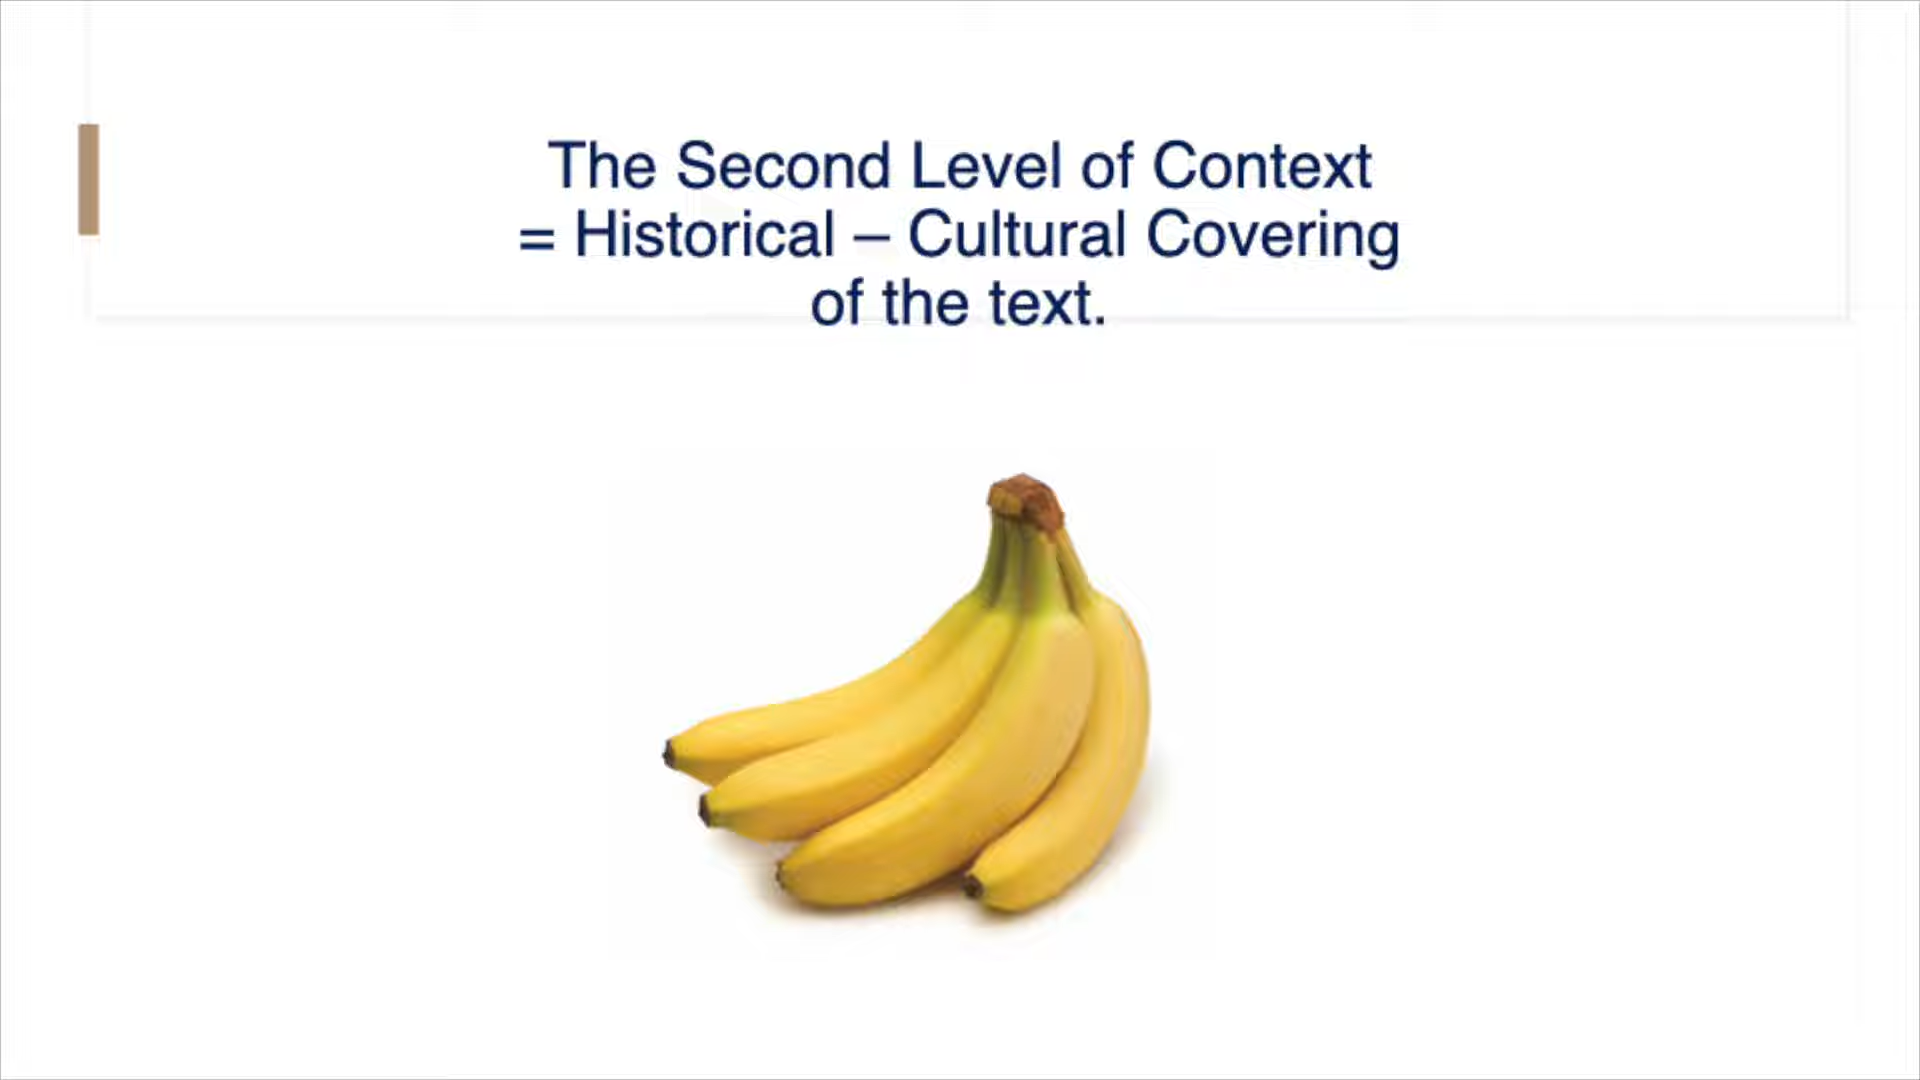 The Second Level of Context
= Historical – Cultural Covering
of the text.